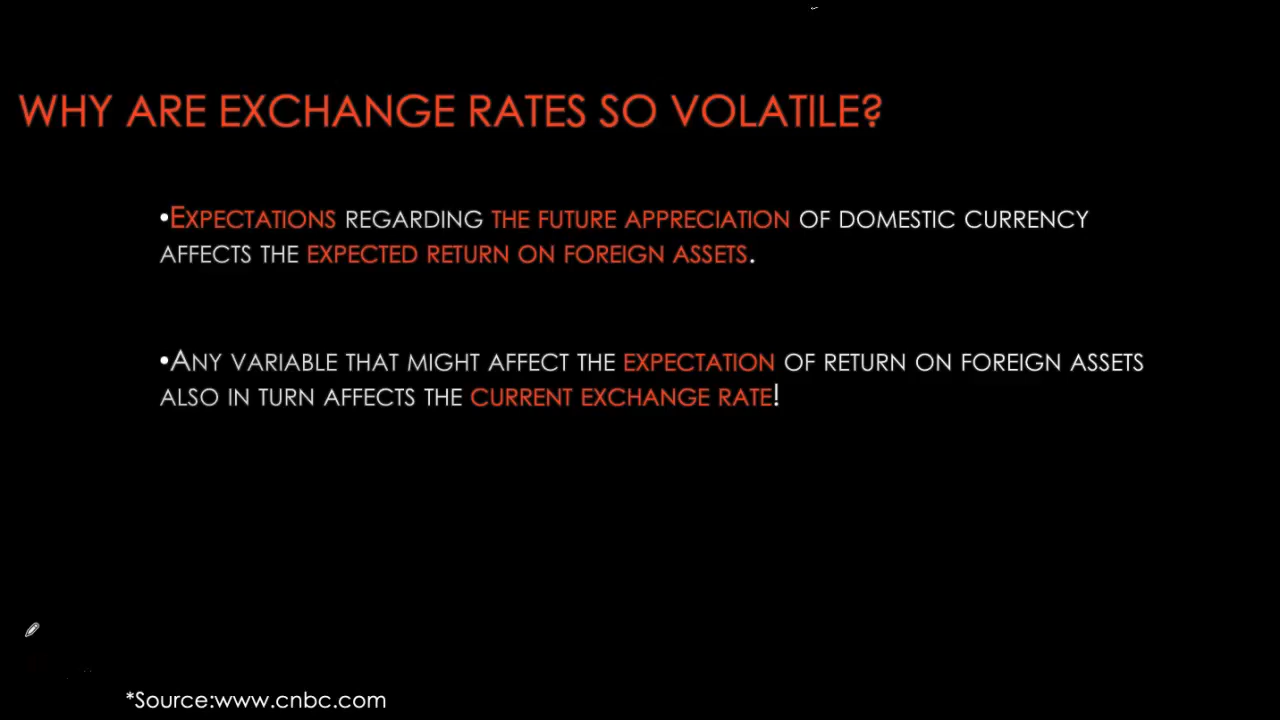 WHY ARE EXCHANGE RATES SO VOLATILE?
•EXPECTATIONS REGARDING THE FUTURE APPRECIATION OF DOMESTIC CURRENCY
AFFECTS THE EXPECTED RETURN ON FOREIGN ASSETS.
•ANY VARIABLE THAT MIGHT AFFECT THE EXPECTATION OF RETURN ON FOREIGN ASSETS
ALSO IN TURN AFFECTS THE CURRENT EXCHANGE RATE!
*Source:www.cnbc.com